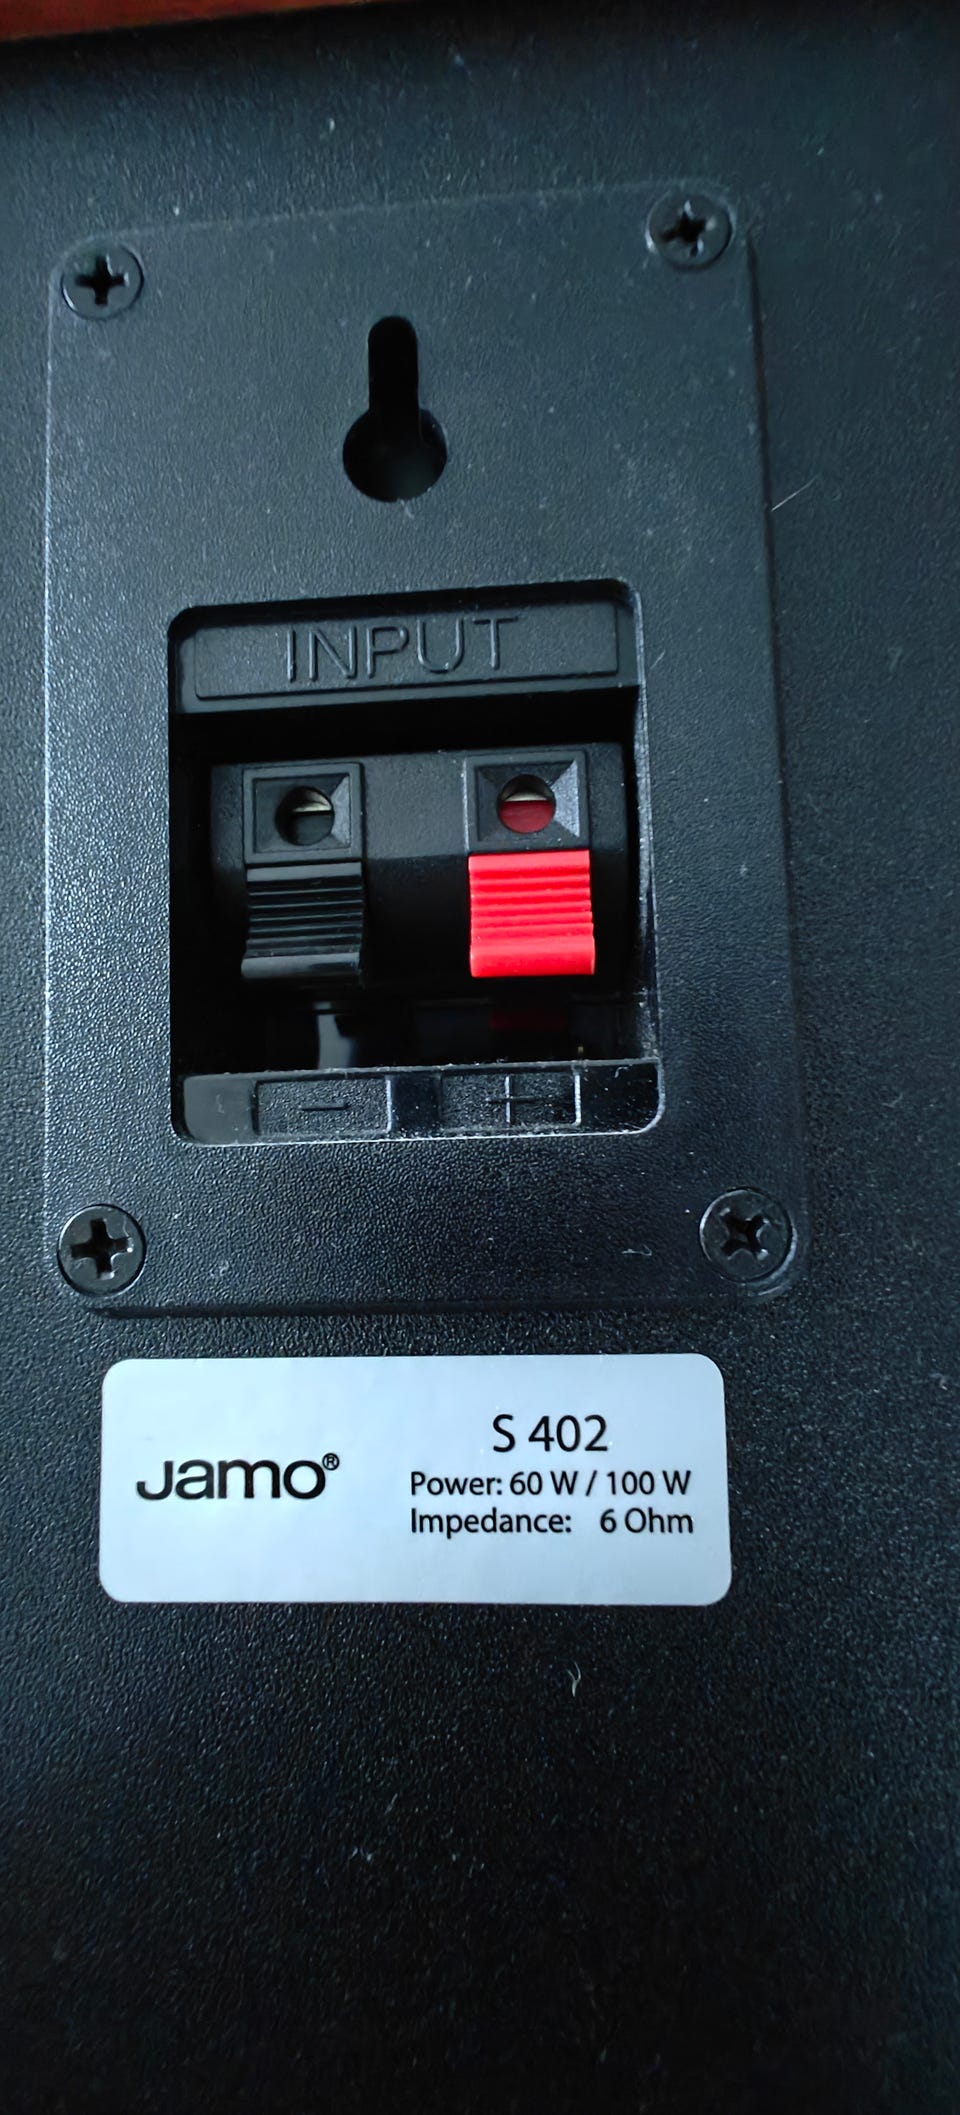 INPUT
- +
Jamo®
S 402
Power: 60 W / 100 W
Impedance: 6 Ohm